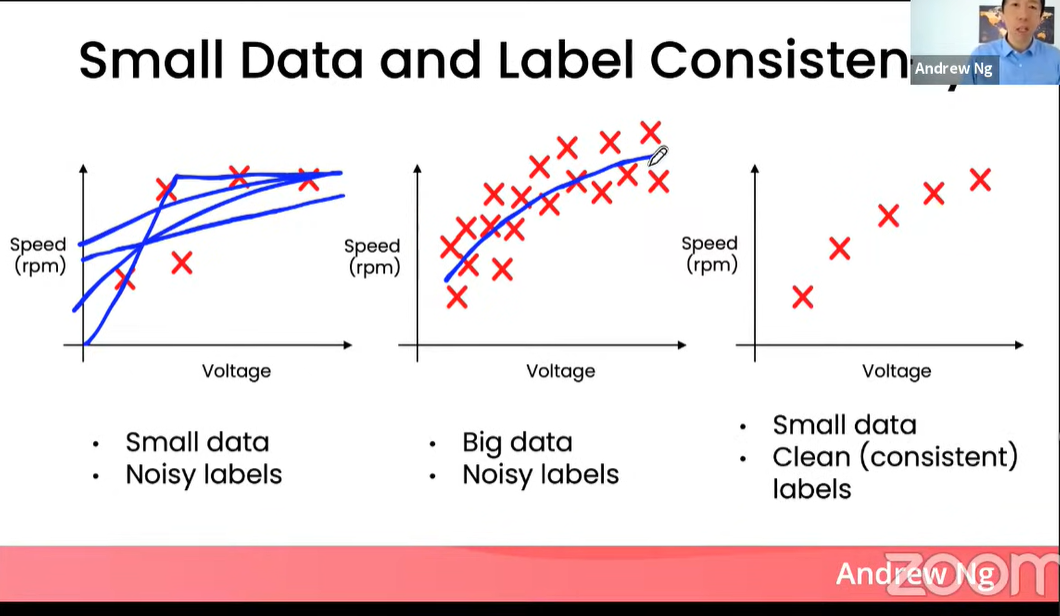 Small Data and Label Consisten
Andrew Ng
Speed
(rpm)
Voltage
Speed
(rpm)
Voltage
Speed
(rpm)
Voltage
• Small data
• Noisy labels
• Big data
• Noisy labels
• Small data
• Clean (consistent)
labels
Andrew Ng
zoom